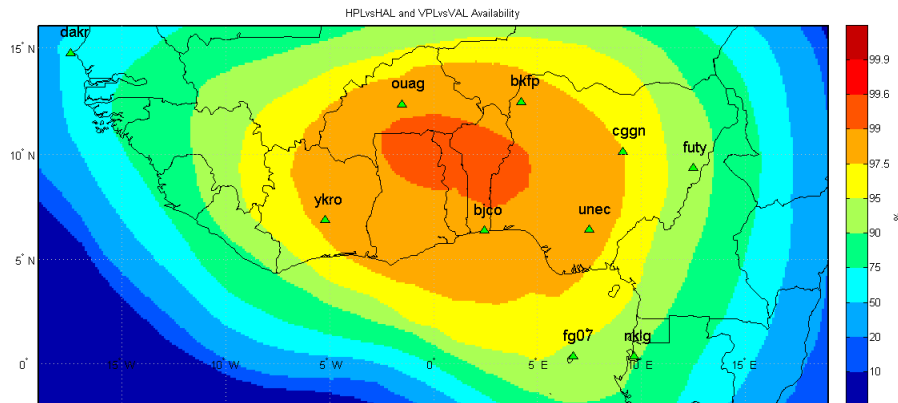 HPLvsHAL and VPLvsVAL Availability
dakr
15° N
99.9
ouag
bkfp
99.6
cggn
99
futy
10° N
97.5
ykro
bjco
unec
95
%
90
5° N
75
50
fg07
nklg
20
0°
15° W
10° W
5° W
0°
5° E
10° E
15° E
10